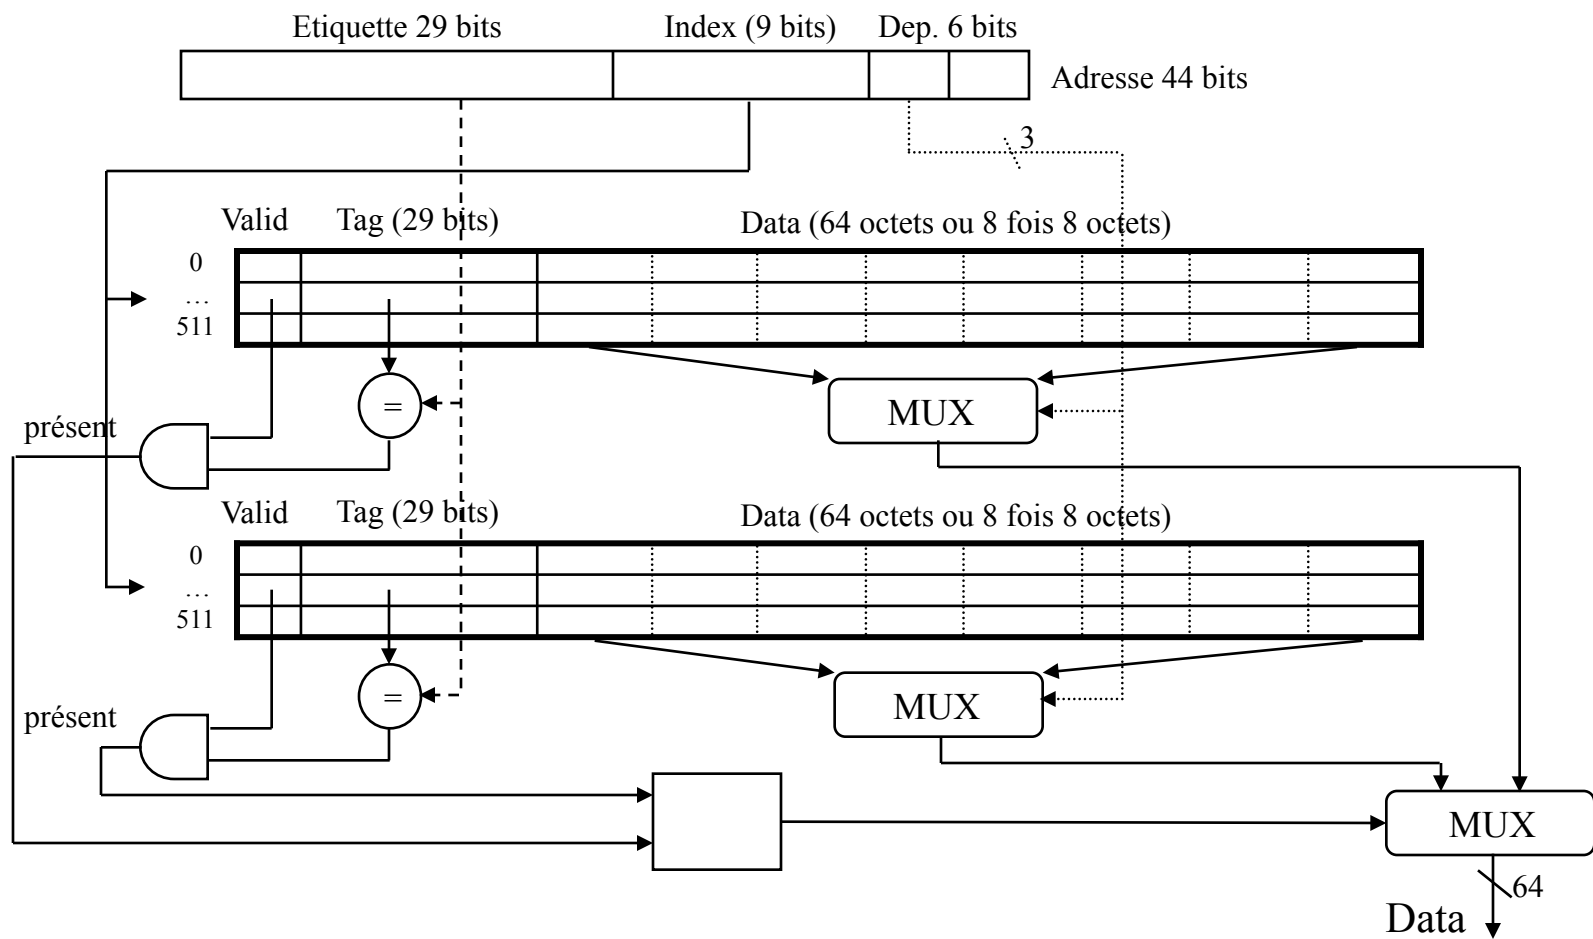 Etiquette 29 bits Index (9 bits) Dep. 6 bits
Adresse 44 bits
3
Valid Tag (29 bits) Data (64 octets ou 8 fois 8 octets)
0
…
511
=
MUX
présent
Valid Tag (29 bits) Data (64 octets ou 8 fois 8 octets)
0
…
511
=
MUX
présent
MUX
64
Data